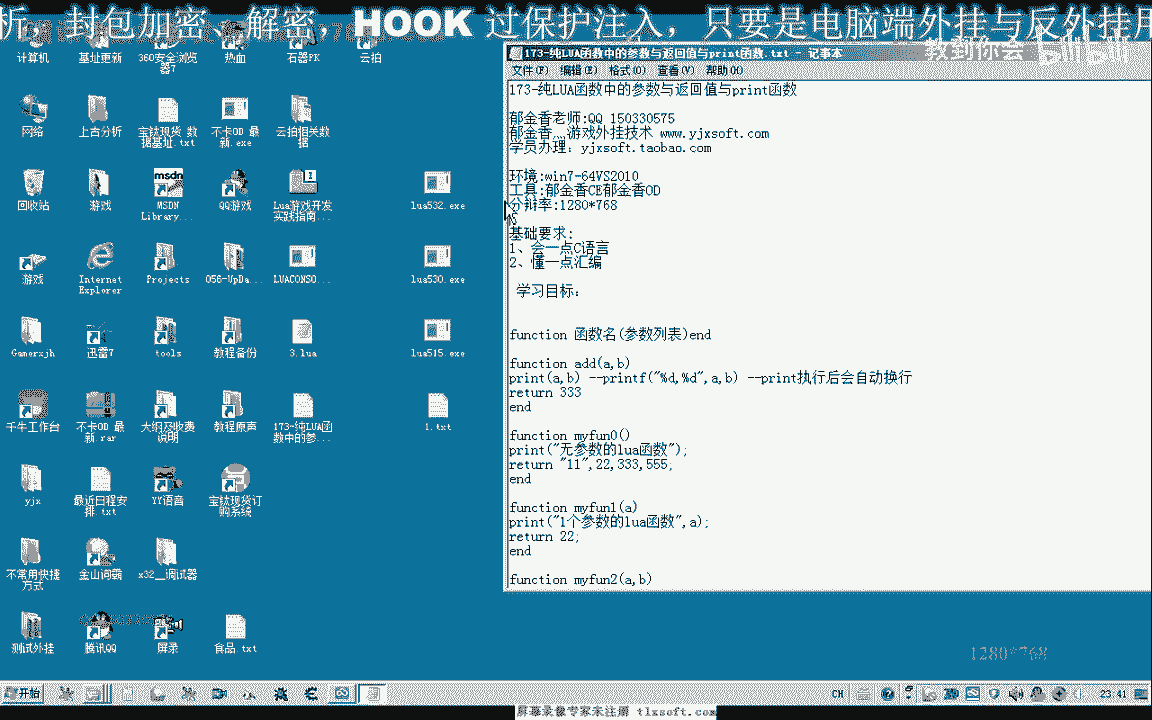 析，封包加密、解密，HOOK 过保护注入，只要是电脑端外挂与反外挂用
教到你会 bilibili
计算机
基址更新
360安全浏览器7
热血
石器PK
云拍
网络
上古分析
宝钛现货 数据基址.txt
不卡OD 最新.exe
云拍相关数据
回收站
游戏
MSDN Library...
QQ游戏
Lua游戏开发实践指南...
lua532.exe
游戏
Internet Explorer
Projects
056-UpDa...
LUACONSO...
lua530.exe
Gamerxjh
迅雷7
tools
教程备份
3.lua
lua515.exe
千牛工作台
不卡OD 最新.rar
大纲及收费说明
教程原声
173-纯LUA函数中的参...
1.txt
yjx
最近日程安排.txt
YY语音
宝钛现货订购系统
不常用快捷方式
金山词霸
x32__调试器
测试外挂
腾讯QQ
屏录
食品.txt
173-纯LUA函数中的参数与返回值与print函数.txt - 记事本
文件(F) 编辑(E) 格式(O) 查看(V) 帮助(H)
173-纯LUA函数中的参数与返回值与print函数
郁金香老师:QQ 150330575
郁金香灬游戏外挂技术 www.yjxsoft.com
学员办理：yjxsoft.taobao.com
环境:win7-64VS2010
工具:郁金香CE郁金香OD
分辩率:1280*768
基础要求:
1、会一点C语言
2、懂一点汇编
学习目标：
function 函数名(参数列表)end
function add(a,b)
print(a,b) --printf("%d,%d",a,b) --print执行后会自动换行
return 333
end
function myfun0()
print("无参数的lua函数");
return "11",22,333,555;
end
function myfun1(a)
print("1个参数的lua函数",a);
return 22;
end
function myfun2(a,b)
1280*768
开始
CH
23:41
屏幕录像专家未注册 tlxsoft.com